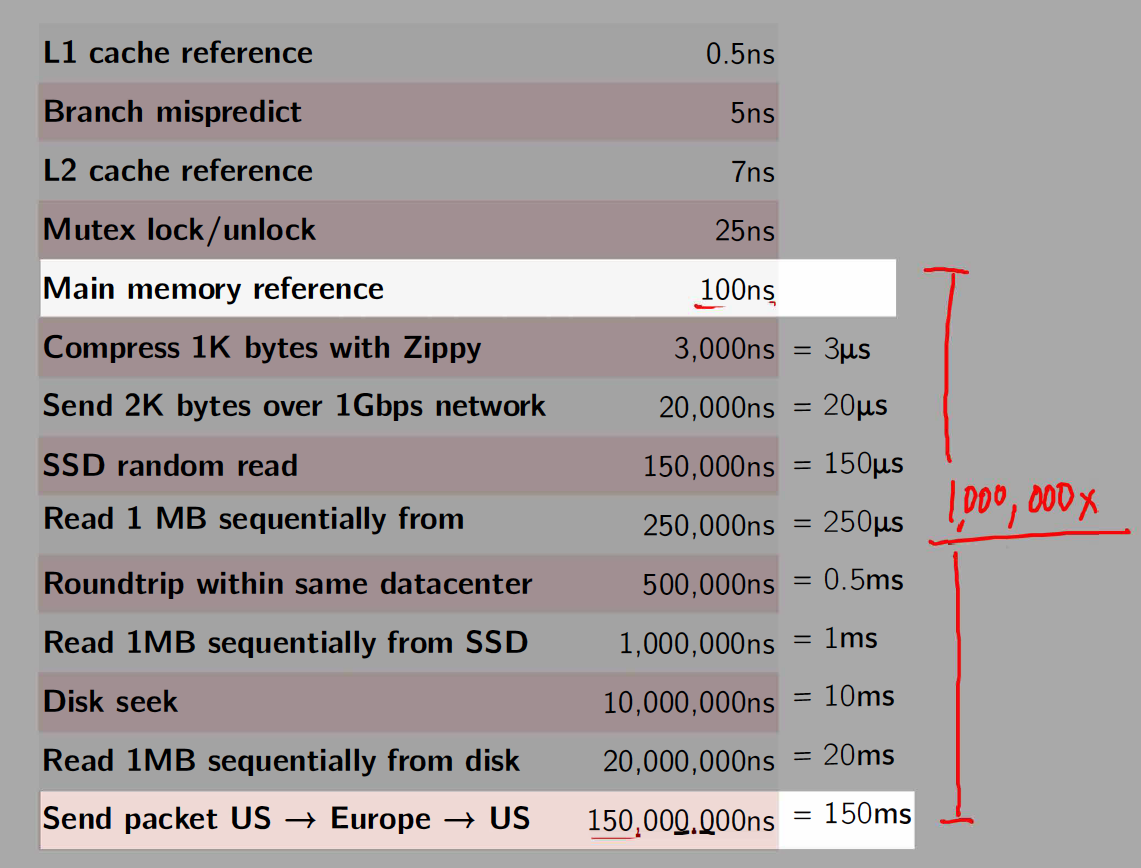 L1 cache reference 0.5ns
Branch mispredict 5ns
L2 cache reference 7ns
Mutex lock/unlock 25ns
Main memory reference 100ns
Compress 1K bytes with Zippy 3,000ns = 3µs
Send 2K bytes over 1Gbps network 20,000ns = 20µs
SSD random read 150,000ns = 150µs
1,000,000x
Read 1 MB sequentially from 250,000ns = 250µs
Roundtrip within same datacenter 500,000ns = 0.5ms
Read 1MB sequentially from SSD 1,000,000ns = 1ms
Disk seek 10,000,000ns = 10ms
Read 1MB sequentially from disk 20,000,000ns = 20ms
Send packet US → Europe → US 150,000,000ns = 150ms